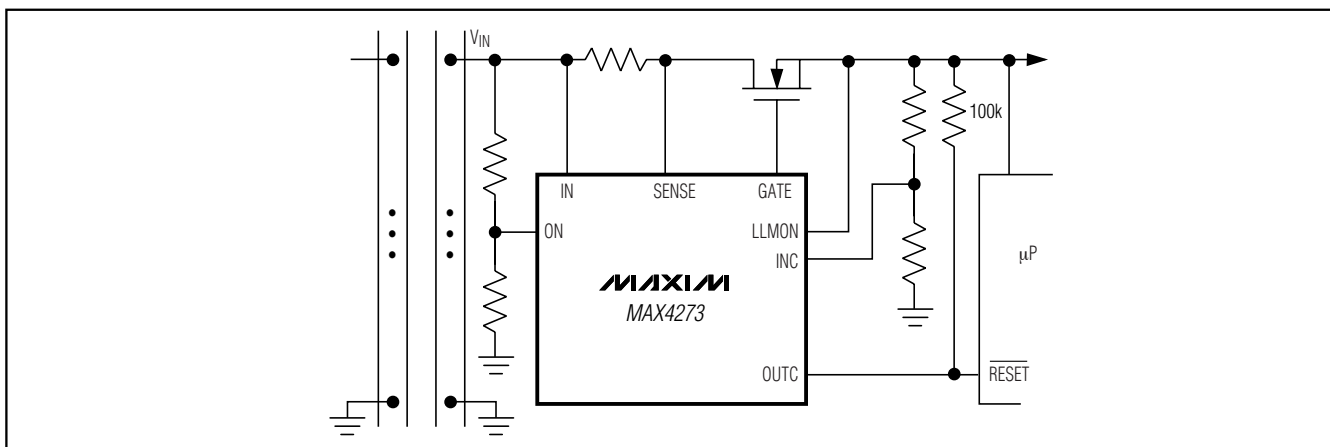 VIN
100k
IN SENSE GATE
ON LLMON
INC
μP
MAXIM
MAX4273
OUTC RESET